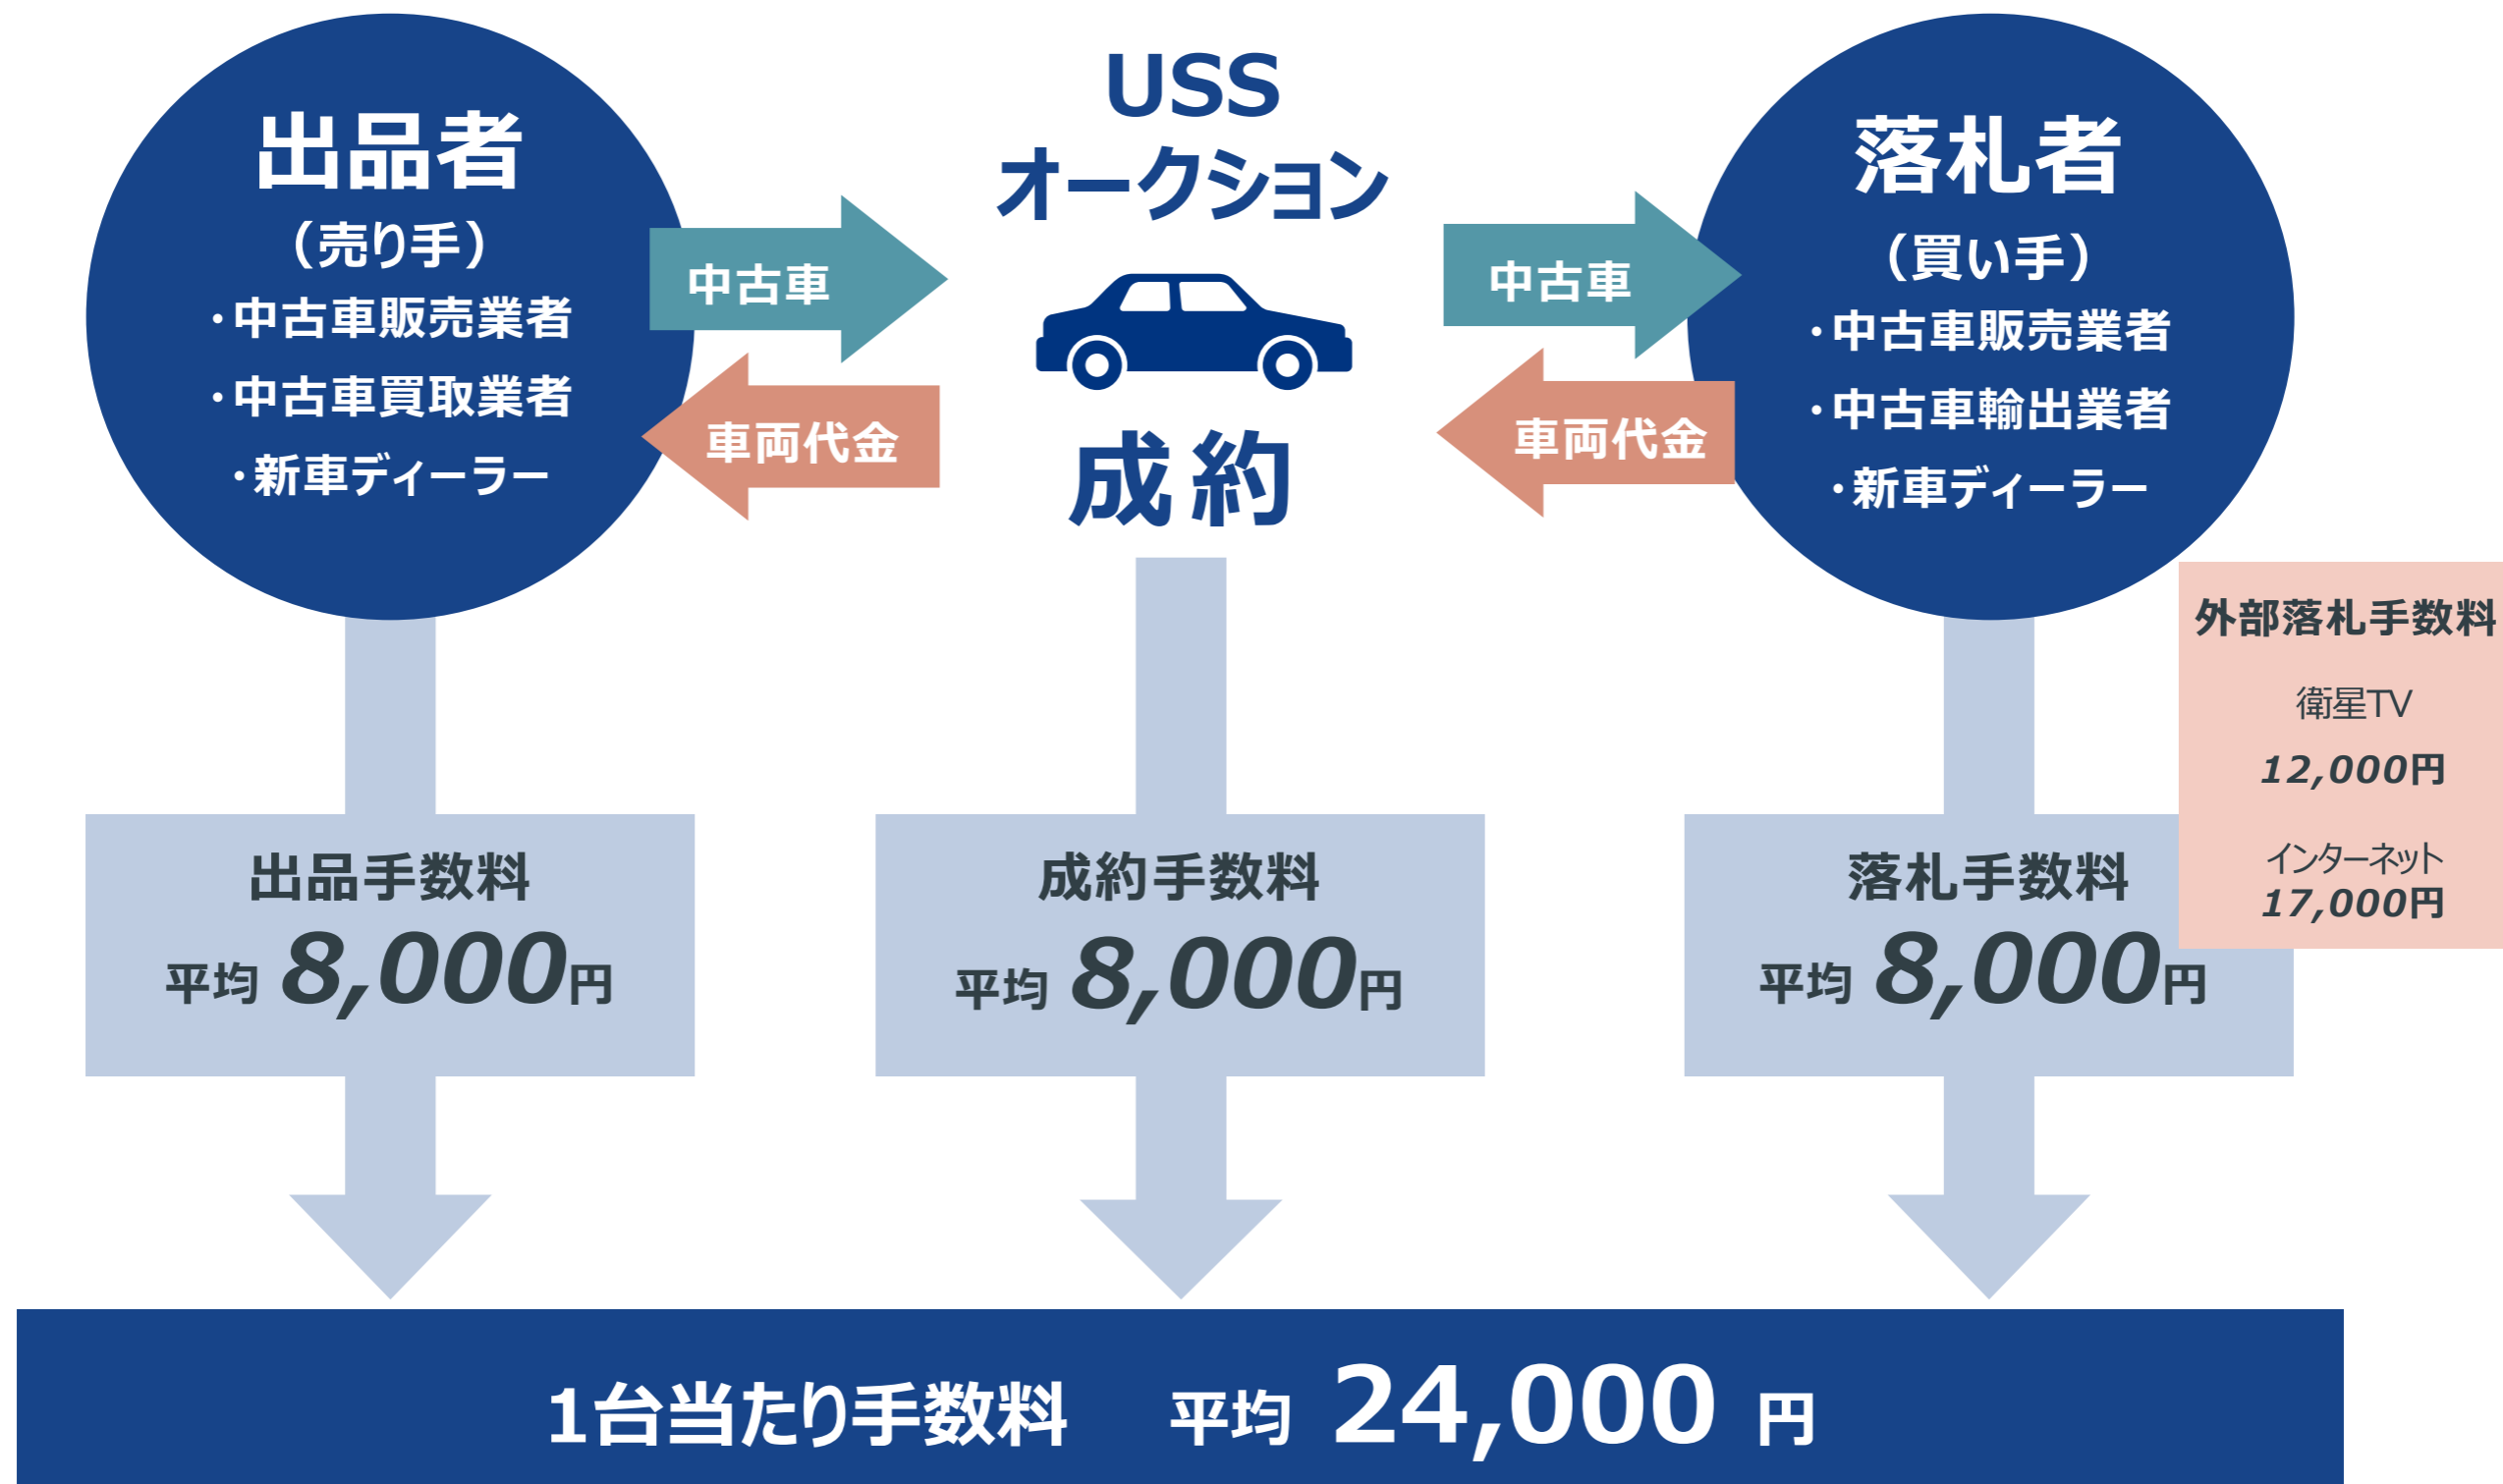 出品者
（売り手）
・中古車販売業者
・中古車買取業者
・新車ディーラー
中古車
車両代金
USS
オークション
成約
中古車
車両代金
落札者
（買い手）
・中古車販売業者
・中古車輸出業者
・新車ディーラー
外部落札手数料
衛星TV
12,000円
インターネット
17,000円
出品手数料
平均 8,000円
成約手数料
平均 8,000円
落札手数料
平均 8,000円
1台当たり手数料 平均 24,000 円